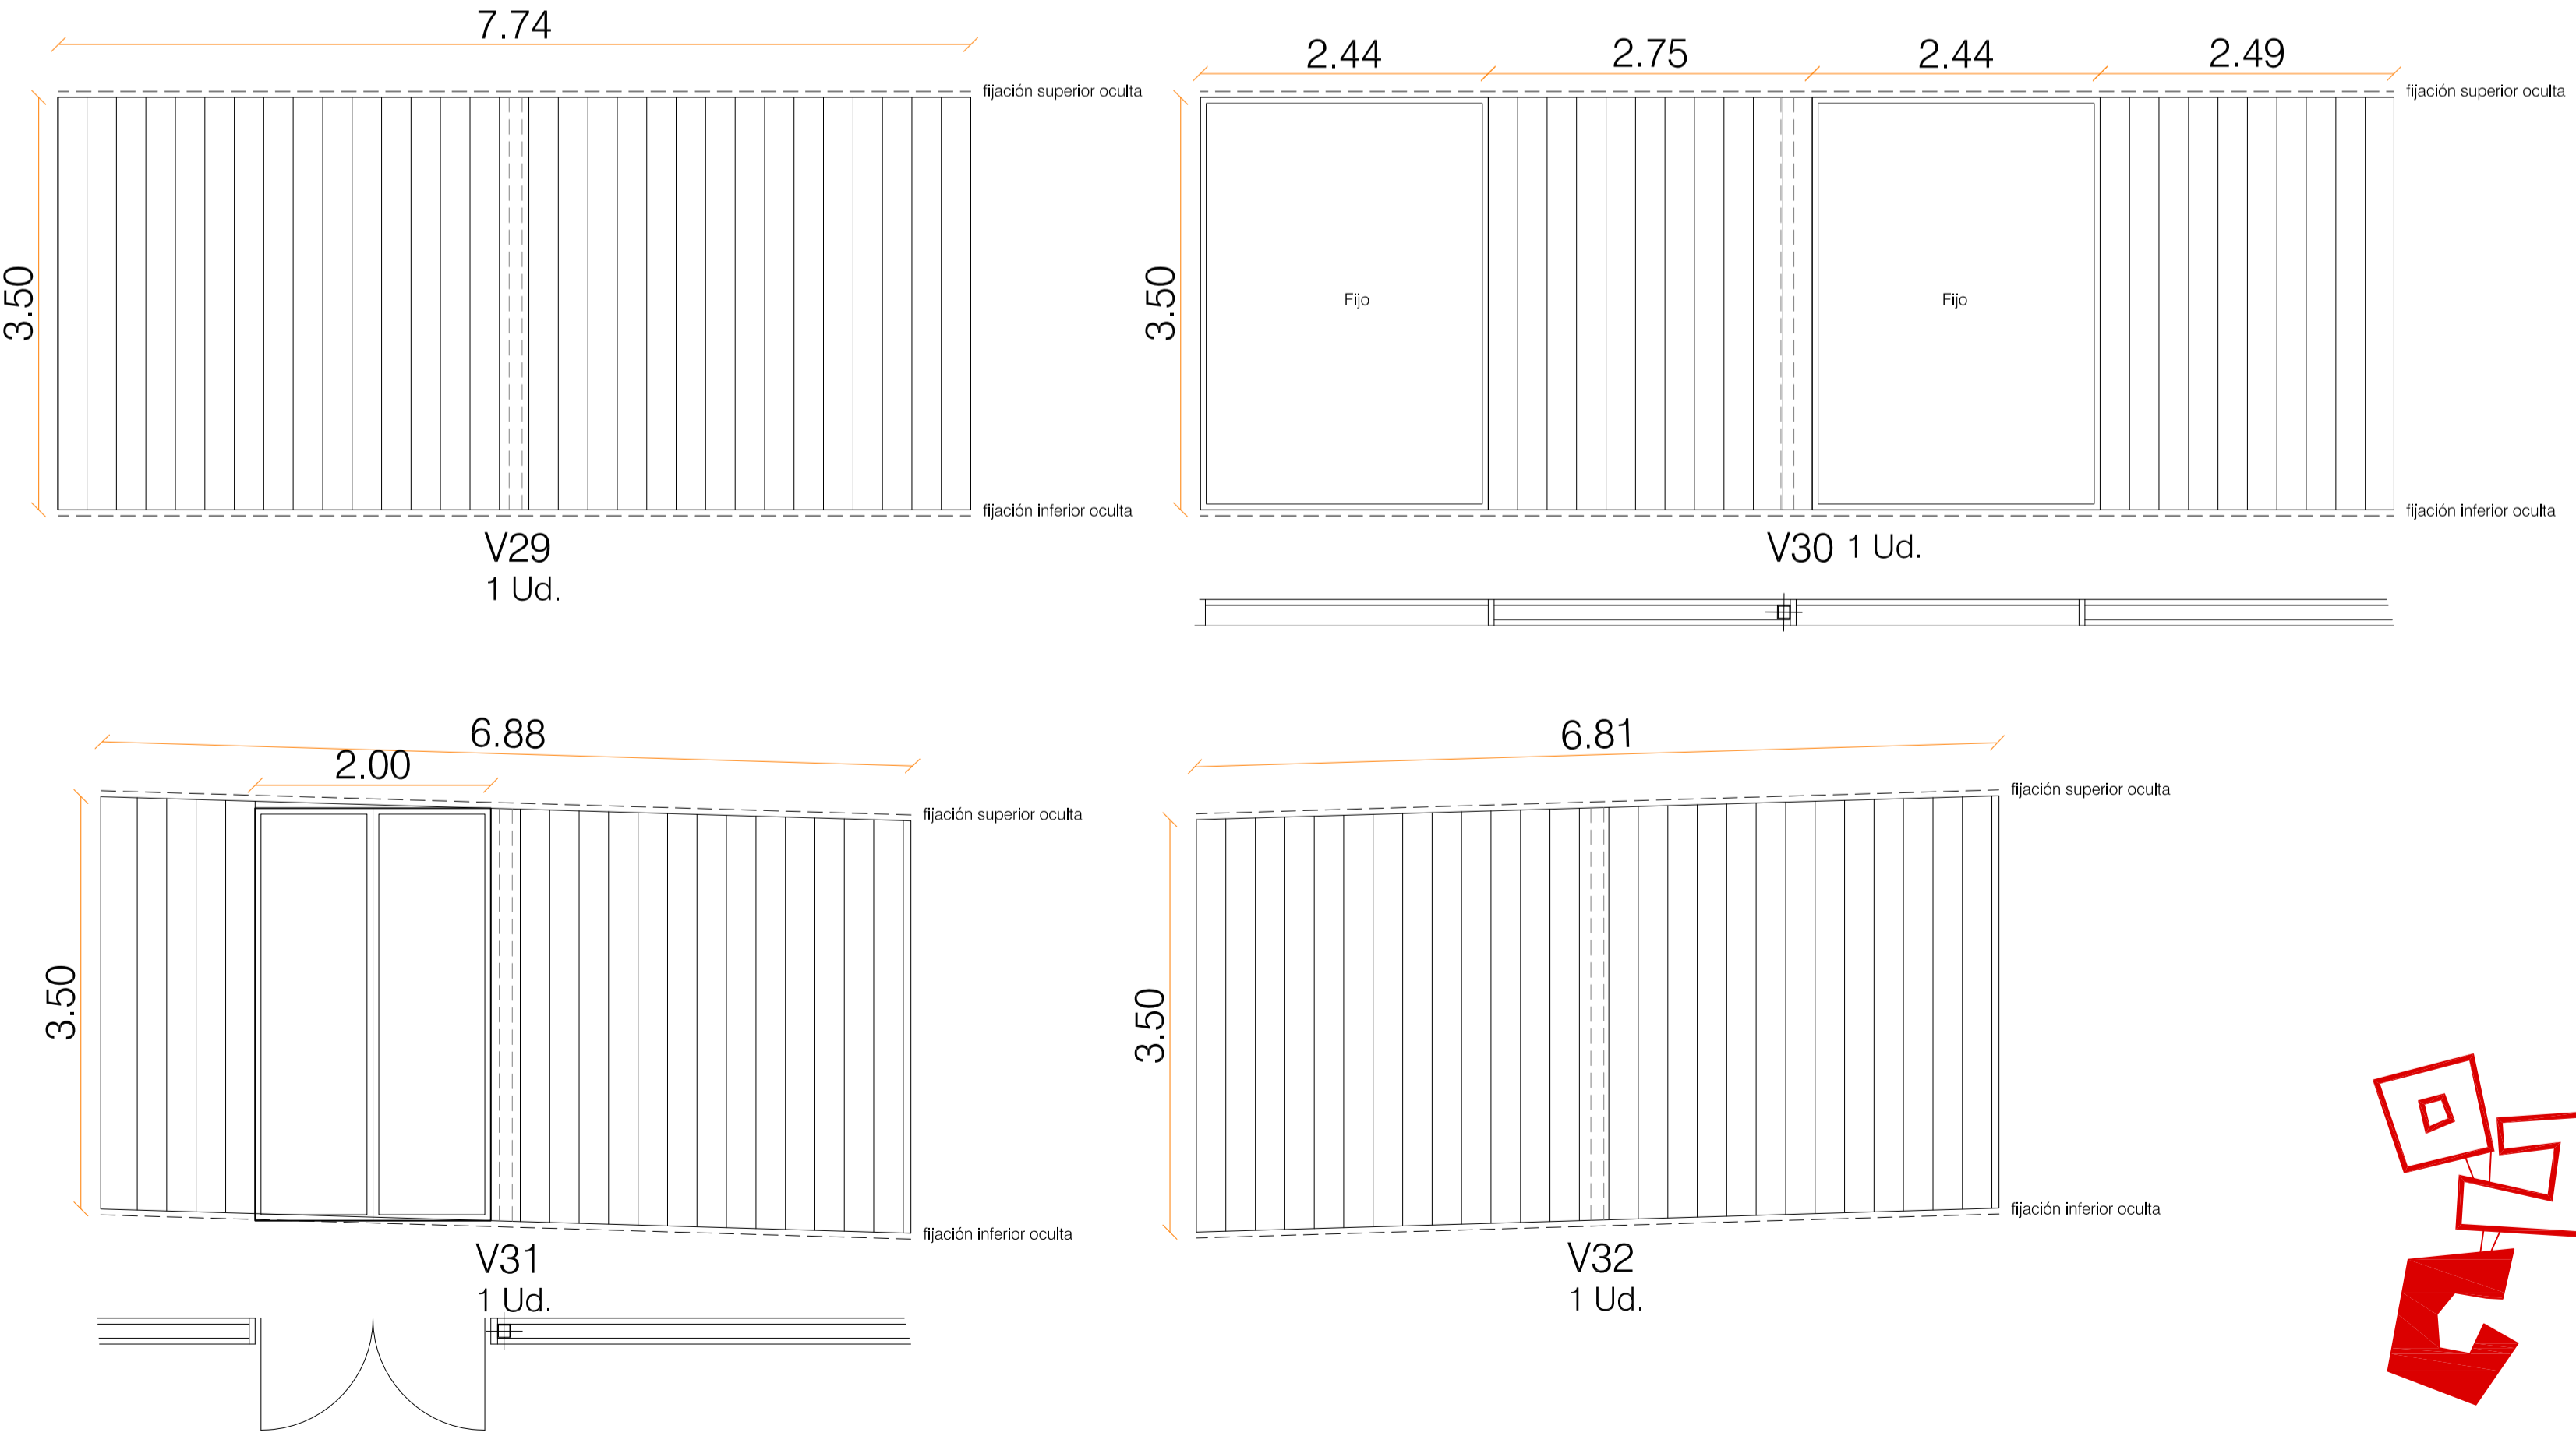 7.74
3.50
fijación superior oculta
fijación inferior oculta
V29
1 Ud.
2.44
2.75
2.44
2.49
3.50
Fijo
Fijo
fijación superior oculta
fijación inferior oculta
V30 1 Ud.
6.88
2.00
3.50
fijación superior oculta
fijación inferior oculta
V31
1 Ud.
6.81
3.50
fijación superior oculta
fijación inferior oculta
V32
1 Ud.